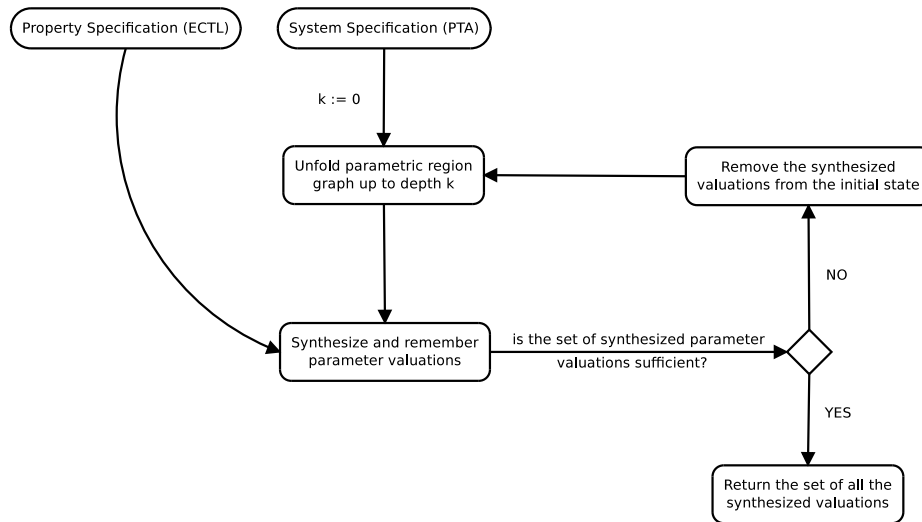 Property Specification (ECTL)
System Specification (PTA)
k := 0
Unfold parametric region
graph up to depth k
Remove the synthesized
valuations from the initial state
NO
Synthesize and remember
parameter valuations
is the set of synthesized parameter
valuations sufficient?
YES
Return the set of all the
synthesized valuations